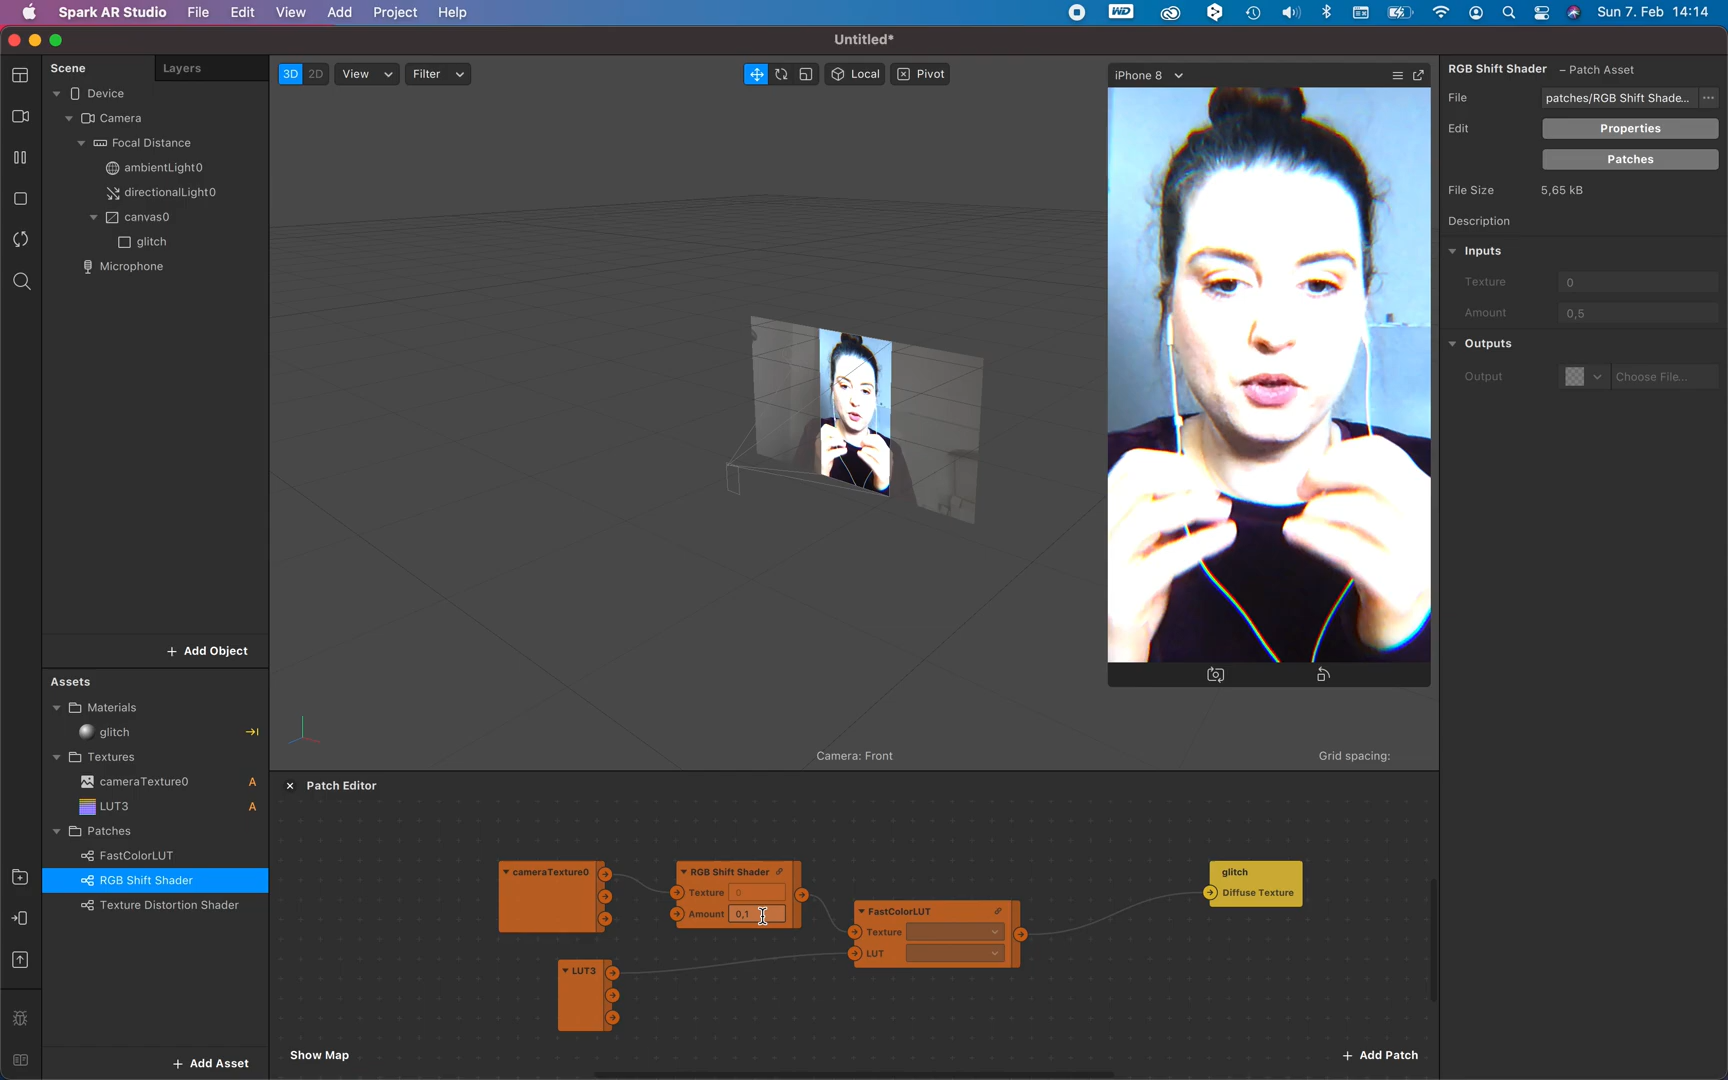 Spark AR Studio File Edit View Add Project Help
WD
Sun 7. Feb 14:14
Untitled*
Scene
Layers
Device
Camera
Focal Distance
ambientLight0
directionalLight0
canvas0
glitch
Microphone
+ Add Object
Assets
Materials
glitch
Textures
cameraTexture0 A
LUT3 A
Patches
FastColorLUT
RGB Shift Shader
Texture Distortion Shader
+ Add Asset
3D 2D View Filter
Local Pivot
iPhone 8
Camera: Front
Grid spacing:
Patch Editor
cameraTexture0
RGB Shift Shader
Texture 0
Amount 0,1
LUT3
FastColorLUT
Texture
LUT
glitch
Diffuse Texture
Show Map
+ Add Patch
RGB Shift Shader – Patch Asset
File patches/RGB Shift Shade... ...
Edit Properties
Patches
File Size 5,65 kB
Description
Inputs
Texture 0
Amount 0,5
Outputs
Output Choose File...